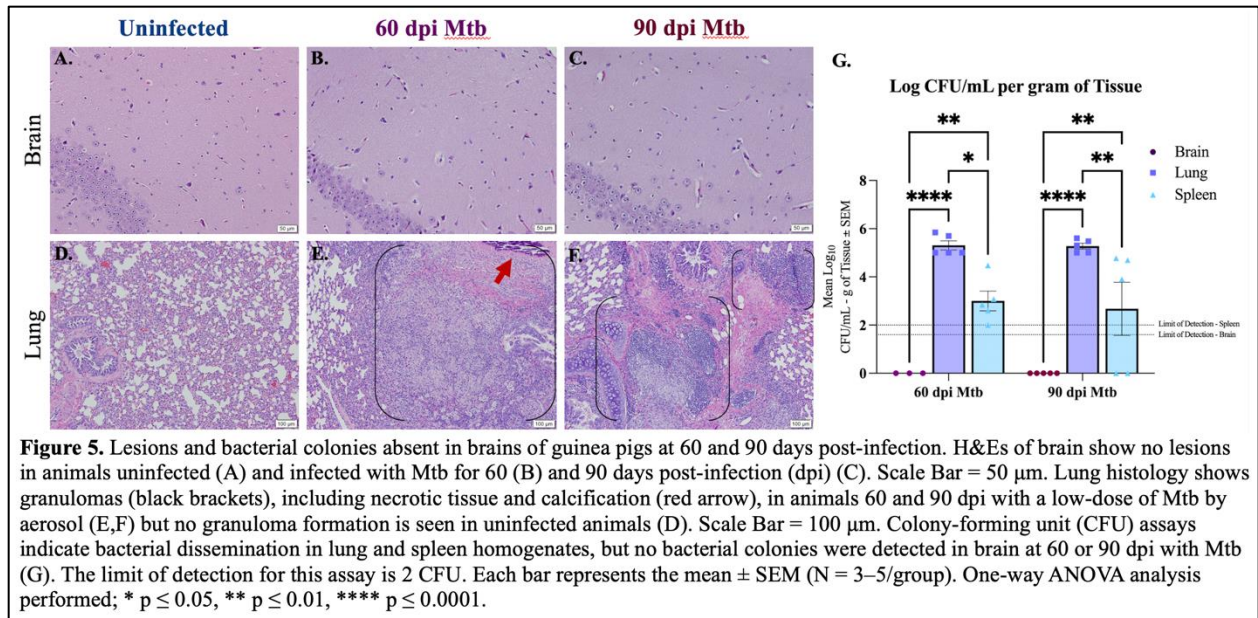 Uninfected
60 dpi Mtb
90 dpi Mtb
Brain
A.
50 µm
B.
50 µm
C.
50 µm
Lung
D.
100 µm
E.
100 µm
F.
100 µm
G.
Log CFU/mL per gram of Tissue
** **
* **
**** ****
Brain
Lung
Spleen
Mean Log10
CFU/mL - g of Tissue ± SEM
8
6
4
2
0
Limit of Detection - Spleen
Limit of Detection - Brain
60 dpi Mtb 90 dpi Mtb
Figure 5. Lesions and bacterial colonies absent in brains of guinea pigs at 60 and 90 days post-infection. H&Es of brain show no lesions
in animals uninfected (A) and infected with Mtb for 60 (B) and 90 days post-infection (dpi) (C). Scale Bar = 50 μm. Lung histology shows
granulomas (black brackets), including necrotic tissue and calcification (red arrow), in animals 60 and 90 dpi with a low-dose of Mtb by
aerosol (E,F) but no granuloma formation is seen in uninfected animals (D). Scale Bar = 100 μm. Colony-forming unit (CFU) assays
indicate bacterial dissemination in lung and spleen homogenates, but no bacterial colonies were detected in brain at 60 or 90 dpi with Mtb
(G). The limit of detection for this assay is 2 CFU. Each bar represents the mean ± SEM (N = 3–5/group). One-way ANOVA analysis
performed; * p ≤ 0.05, ** p ≤ 0.01, **** p ≤ 0.0001.